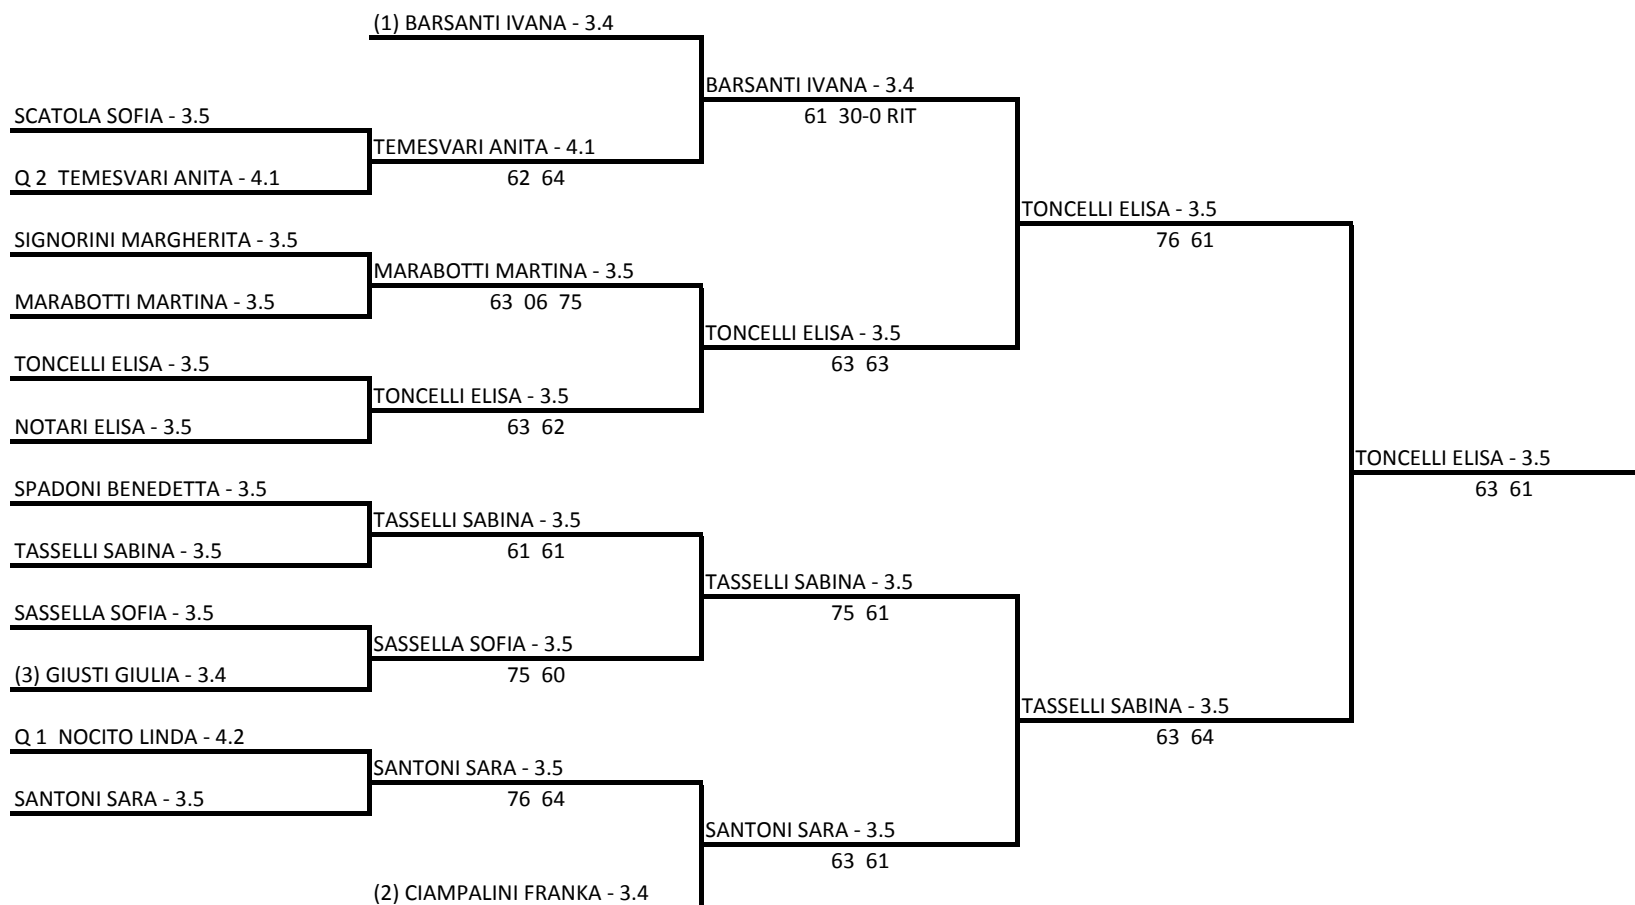 (1) BARSANTI IVANA - 3.4
BARSANTI IVANA - 3.4
SCATOLA SOFIA - 3.5
61  30-0 RIT
TEMESVARI ANITA - 4.1
Q 2  TEMESVARI ANITA - 4.1
62  64
TONCELLI ELISA - 3.5
SIGNORINI MARGHERITA - 3.5
76  61
MARABOTTI MARTINA - 3.5
MARABOTTI MARTINA - 3.5
63  06  75
TONCELLI ELISA - 3.5
TONCELLI ELISA - 3.5
63  63
TONCELLI ELISA - 3.5
NOTARI ELISA - 3.5
63  62
TONCELLI ELISA - 3.5
SPADONI BENEDETTA - 3.5
63  61
TASSELLI SABINA - 3.5
TASSELLI SABINA - 3.5
61  61
TASSELLI SABINA - 3.5
SASSELLA SOFIA - 3.5
75  61
SASSELLA SOFIA - 3.5
(3) GIUSTI GIULIA - 3.4
75  60
TASSELLI SABINA - 3.5
Q 1  NOCITO LINDA - 4.2
63  64
SANTONI SARA - 3.5
SANTONI SARA - 3.5
76  64
SANTONI SARA - 3.5
63  61
(2) CIAMPALINI FRANKA - 3.4